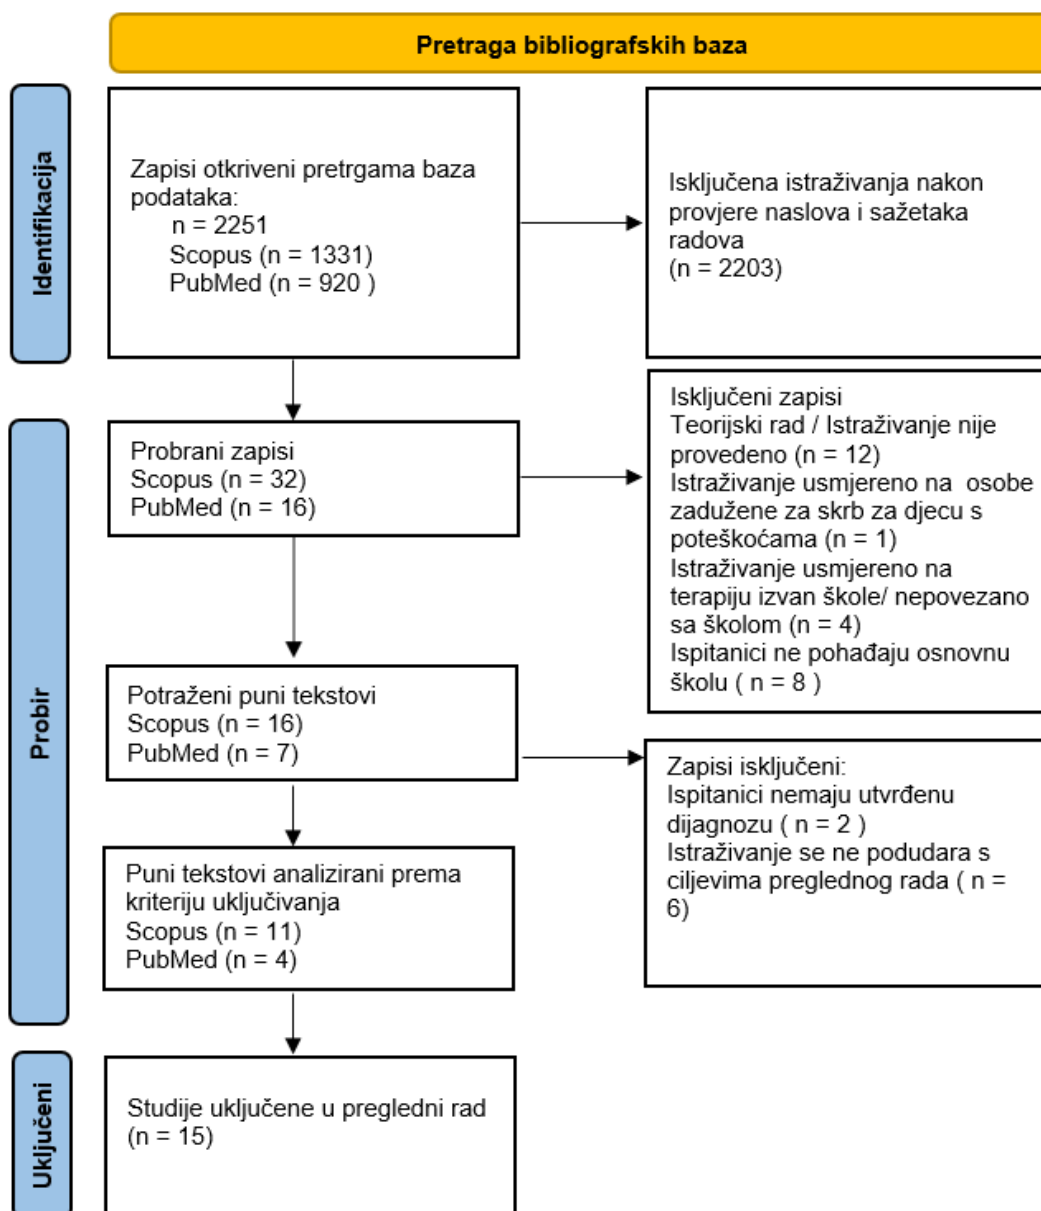 Pretraga bibliografskih baza
Identifikacija
Zapisi otkriveni pretrgama baza
podataka:
n = 2251
Scopus (n = 1331)
PubMed (n = 920 )
Isključena istraživanja nakon
provjere naslova i sažetaka
radova
(n = 2203)
Probir
Probrani zapisi
Scopus (n = 32)
PubMed (n = 16)
Isključeni zapisi
Teorijski rad / Istraživanje nije
provedeno (n = 12)
Istraživanje usmjereno na  osobe
zadužene za skrb za djecu s
poteškoćama (n = 1)
Istraživanje usmjereno na
terapiju izvan škole/ nepovezano
sa školom (n = 4)
Ispitanici ne pohađaju osnovnu
školu ( n = 8 )
Potraženi puni tekstovi
Scopus (n = 16)
PubMed (n = 7)
Zapisi isključeni:
Ispitanici nemaju utvrđenu
dijagnozu ( n = 2 )
Istraživanje se ne podudara s
ciljevima preglednog rada ( n =
6)
Puni tekstovi analizirani prema
kriteriju uključivanja
Scopus (n = 11)
PubMed (n = 4)
Uključeni
Studije uključene u pregledni rad
(n = 15)